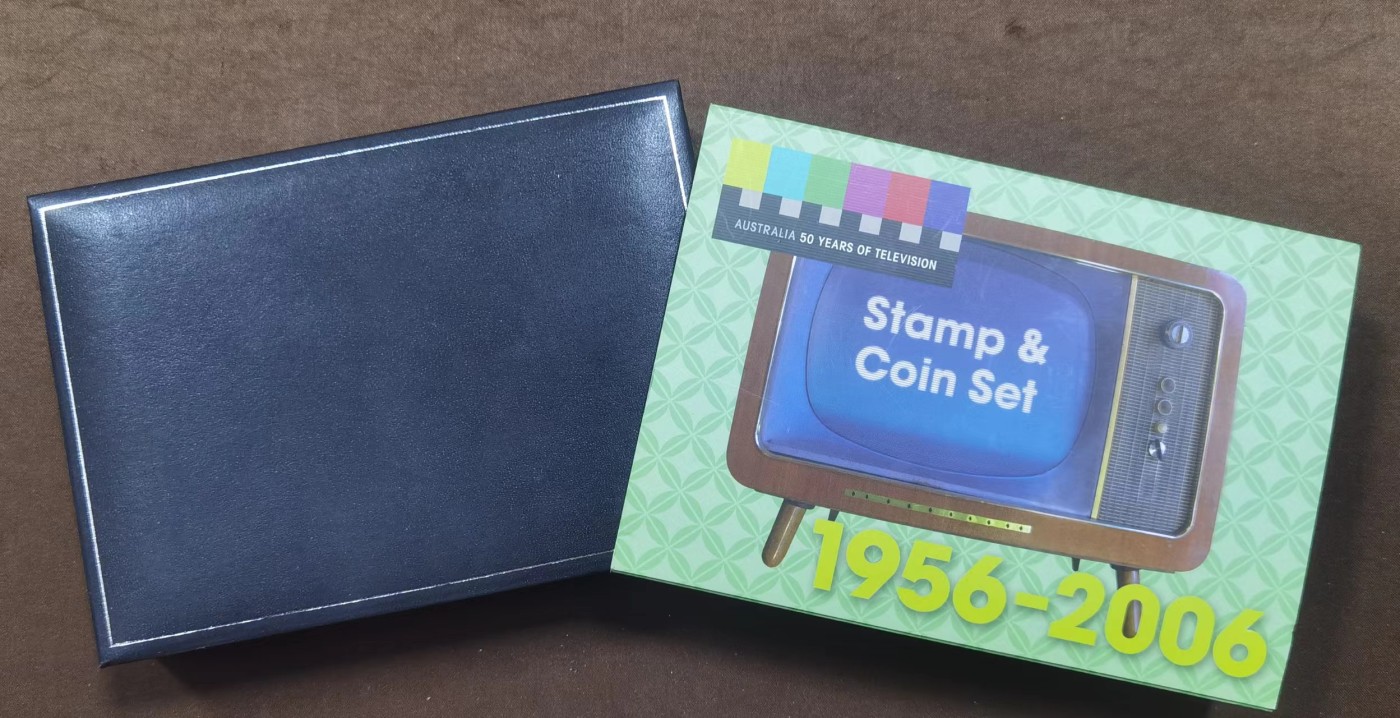 AUSTRALIA 50 YEARS OF TELEVISION
Stamp &
Coin Set
1956-2006